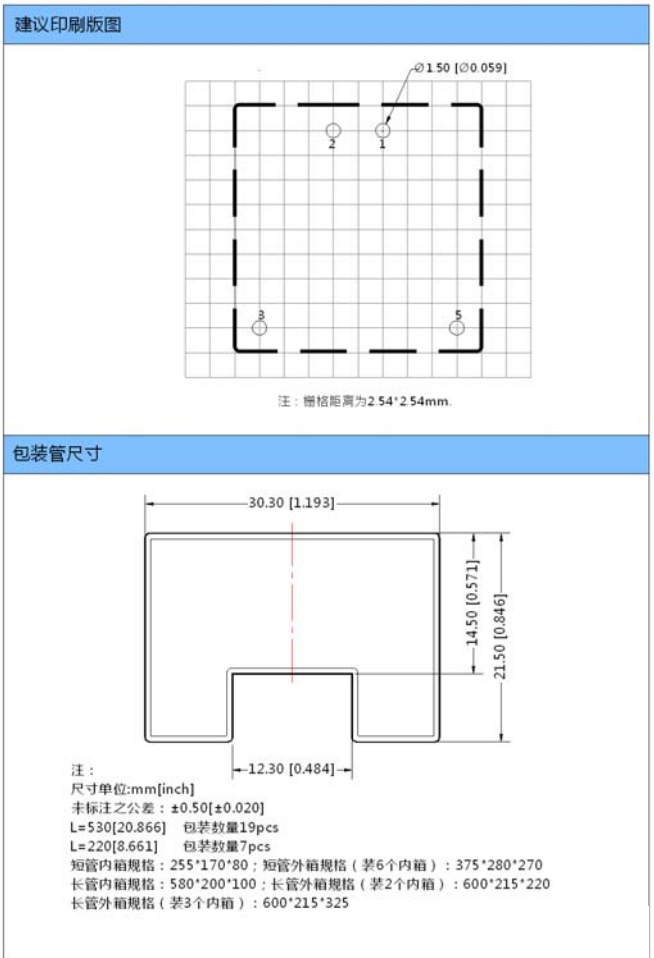 建议印刷版图
Ø1.50 [Ø0.059]
2
1
3
5
注：栅格距离为2.54*2.54mm.
包装管尺寸
30.30 [1.193]
14.50 [0.571]
21.50 [0.846]
12.30 [0.484]
注：
尺寸单位:mm[inch]
未标注之公差：±0.50[±0.020]
L=530[20.866] 包装数量19pcs
L=220[8.661] 包装数量7pcs
短管内箱规格：255*170*80；短管外箱规格（装6个内箱）：375*280*270
长管内箱规格：580*200*100；长管外箱规格（装2个内箱）：600*215*220
长管外箱规格（装3个内箱）：600*215*325